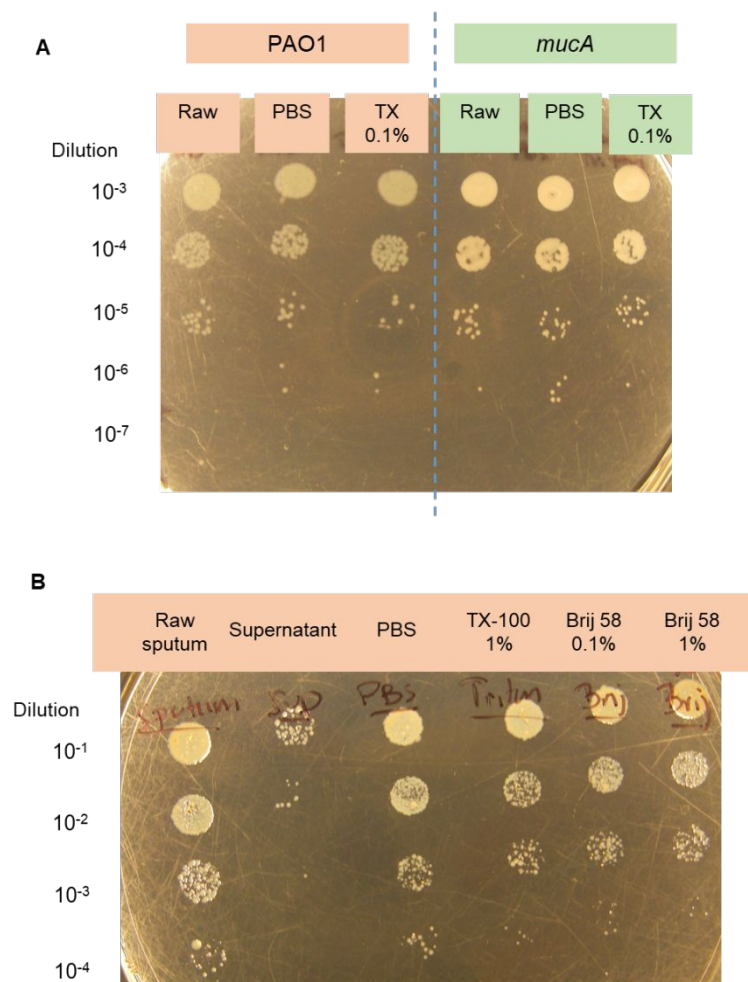 A
PAO1 mucA
Raw PBS TX 0.1% Raw PBS TX 0.1%
Dilution
10⁻³
10⁻⁴
10⁻⁵
10⁻⁶
10⁻⁷
B
Raw sputum Supernatant PBS TX-100 1% Brij 58 0.1% Brij 58 1%
Dilution
Sputum SUP PBS Triton Brij Brij
10⁻¹
10⁻²
10⁻³
10⁻⁴